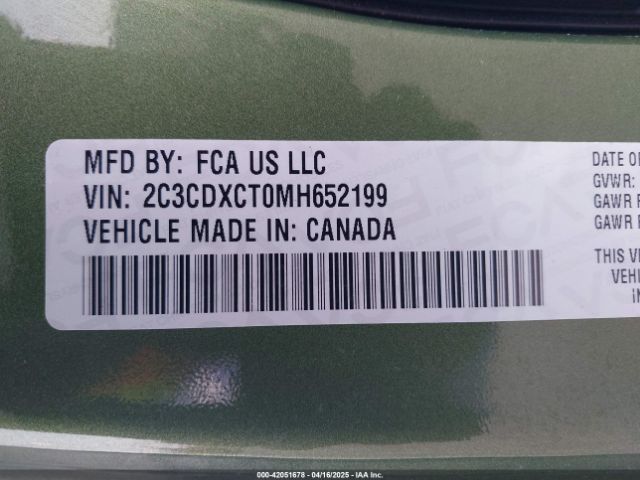 MFD BY: FCA US LLC
VIN: 2C3CDXCT0MH652199
VEHICLE MADE IN: CANADA
DATE OF
GVWR:
GAWR
GAWR
THIS
IN
000-42051678 - 04/16/2025 - IAA Inc.